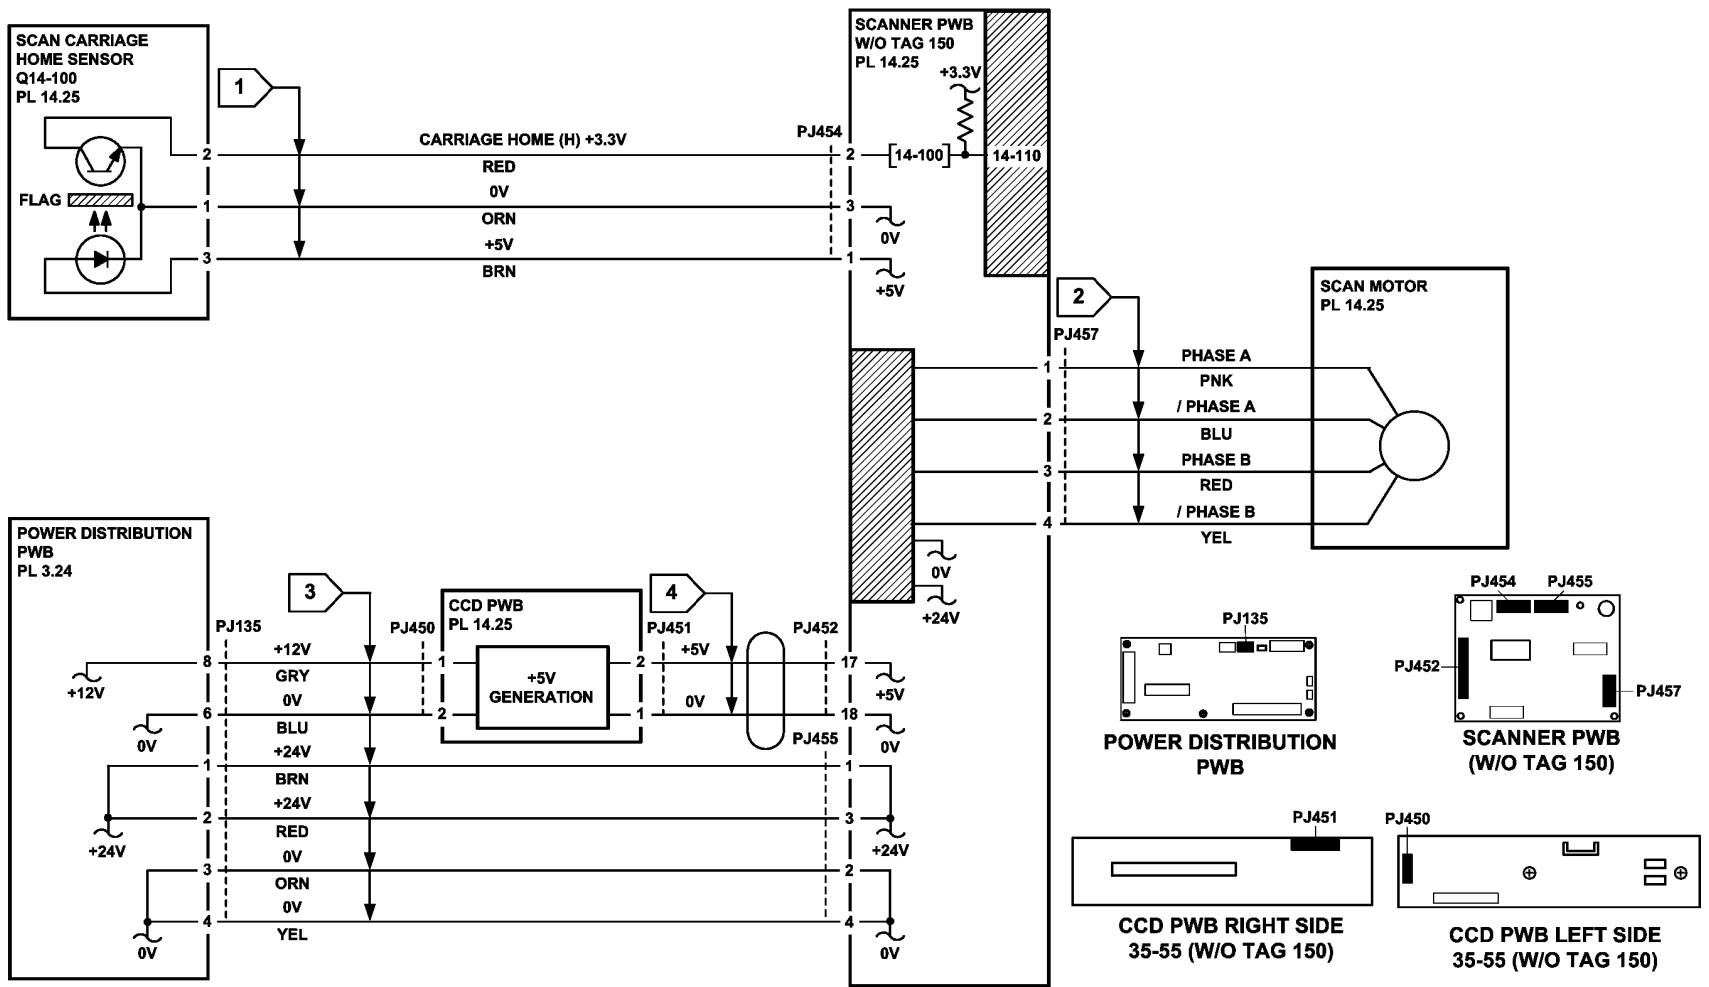 SCAN CARRIAGE
HOME SENSOR
Q14-100
PL 14.25
FLAG
2
1
3
1
CARRIAGE HOME (H) +3.3V
RED
0V
ORN
+5V
BRN
PJ454
2
3
1
SCANNER PWB
W/O TAG 150
PL 14.25
+3.3V
14-100
14-110
0V
+5V
2
PJ457
1
2
3
4
PHASE A
PNK
/ PHASE A
BLU
PHASE B
RED
/ PHASE B
YEL
SCAN MOTOR
PL 14.25
0V
+24V
POWER DISTRIBUTION
PWB
PL 3.24
+12V
0V
+24V
0V
PJ135
8
6
1
2
3
4
3
+12V
GRY
0V
BLU
+24V
BRN
+24V
RED
0V
ORN
0V
YEL
PJ450
1
2
CCD PWB
PL 14.25
+5V
GENERATION
2
1
4
PJ451
+5V
0V
PJ452
17
18
PJ455
1
3
2
4
+5V
0V
+24V
0V
PJ135
POWER DISTRIBUTION
PWB
PJ454
PJ455
PJ452
PJ457
SCANNER PWB
(W/O TAG 150)
PJ451
CCD PWB RIGHT SIDE
35-55 (W/O TAG 150)
PJ450
CCD PWB LEFT SIDE
35-55 (W/O TAG 150)